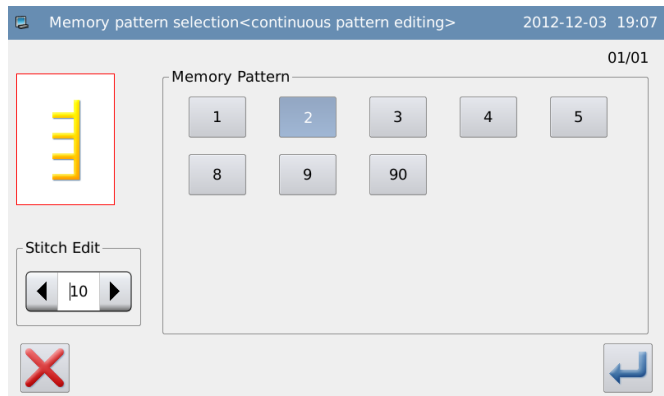 Memory pattern selection<continuous pattern editing> 2012-12-03 19:07
01/01
Memory Pattern
1 2 3 4 5
8 9 90
Stitch Edit
10